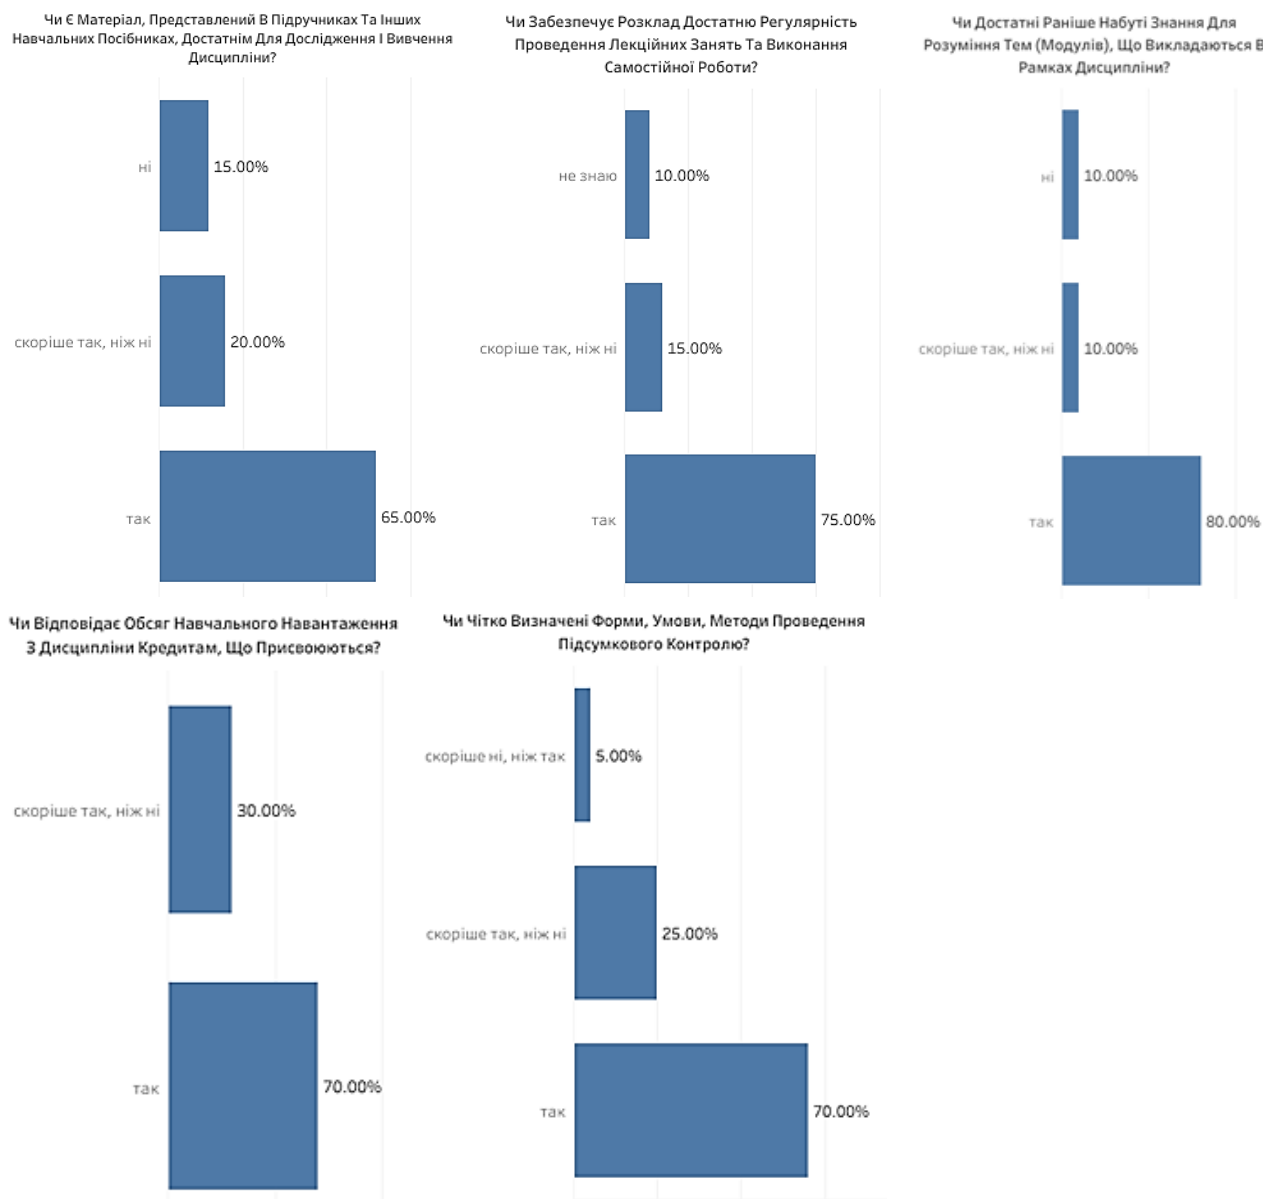 Чи Є Матеріал, Представлений В Підручниках Та Інших
Навчальних Посібниках, Достатнім Для Дослідження І Вивчення
Дисципліни?
ні
15.00%
скоріше так, ніж ні
20.00%
так
65.00%
Чи Забезпечує Розклад Достатню Регулярність
Проведення Лекційних Занять Та Виконання
Самостійної Роботи?
не знаю
10.00%
скоріше так, ніж ні
15.00%
так
75.00%
Чи Достатні Раніше Набуті Знання Для
Розуміння Тем (Модулів), Що Викладаються В
Рамках Дисципліни?
ні
10.00%
скоріше так, ніж ні
10.00%
так
80.00%
Чи Відповідає Обсяг Навчального Навантаження
З Дисципліни Кредитам, Що Присвоюються?
скоріше так, ніж ні
30.00%
так
70.00%
Чи Чітко Визначені Форми, Умови, Методи Проведення
Підсумкового Контролю?
скоріше ні, ніж так
5.00%
скоріше так, ніж ні
25.00%
так
70.00%